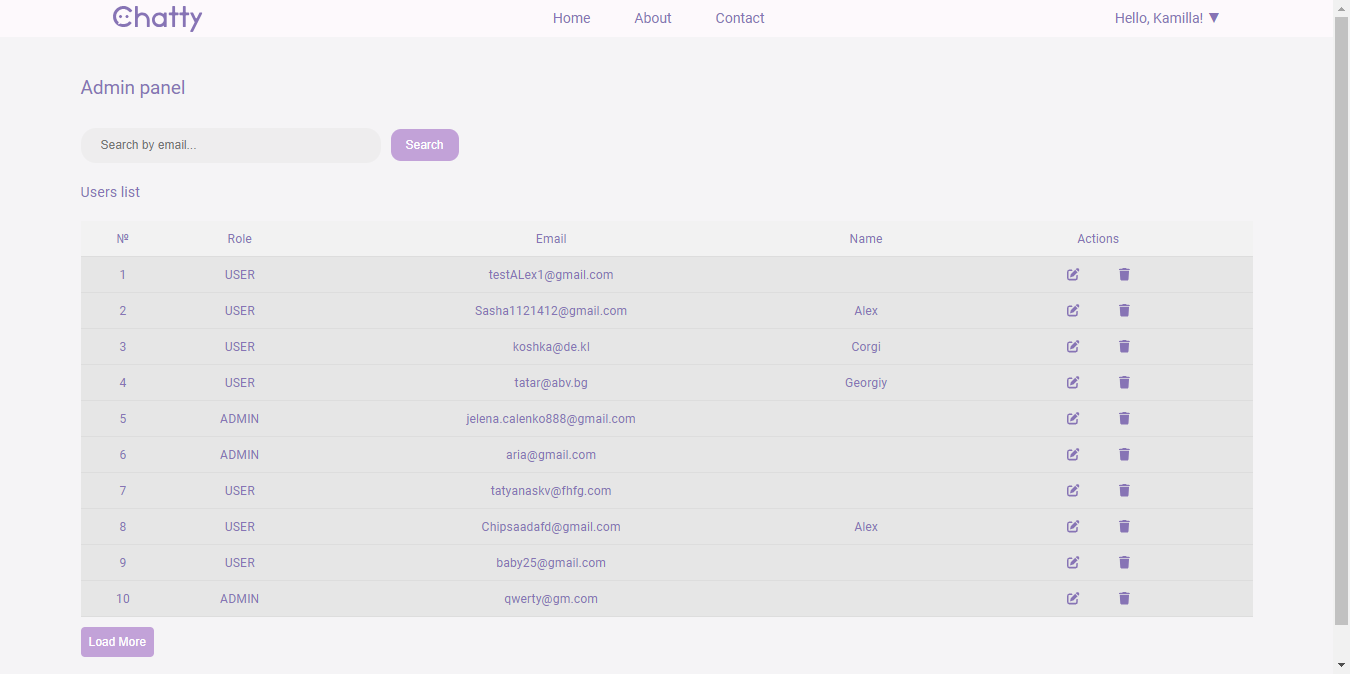 Chatty Home About Contact Hello, Kamilla! ▼
Admin panel
Search by email... Search
Users list
№ Role Email Name Actions
1 USER testALex1@gmail.com
2 USER Sasha1121412@gmail.com Alex
3 USER koshka@de.kl Corgi
4 USER tatar@abv.bg Georgiy
5 ADMIN jelena.calenko888@gmail.com
6 ADMIN aria@gmail.com
7 USER tatyanaskv@fhfg.com
8 USER Chipsaadafd@gmail.com Alex
9 USER baby25@gmail.com
10 ADMIN qwerty@gm.com
Load More